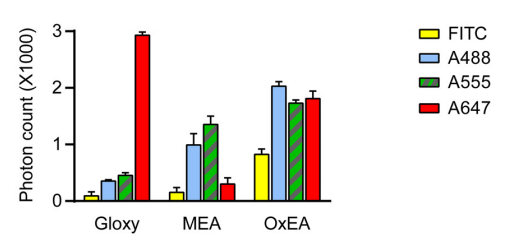 Photon count (X1000)
3
2
1
0
Gloxy MEA OxEA
FITC
A488
A555
A647